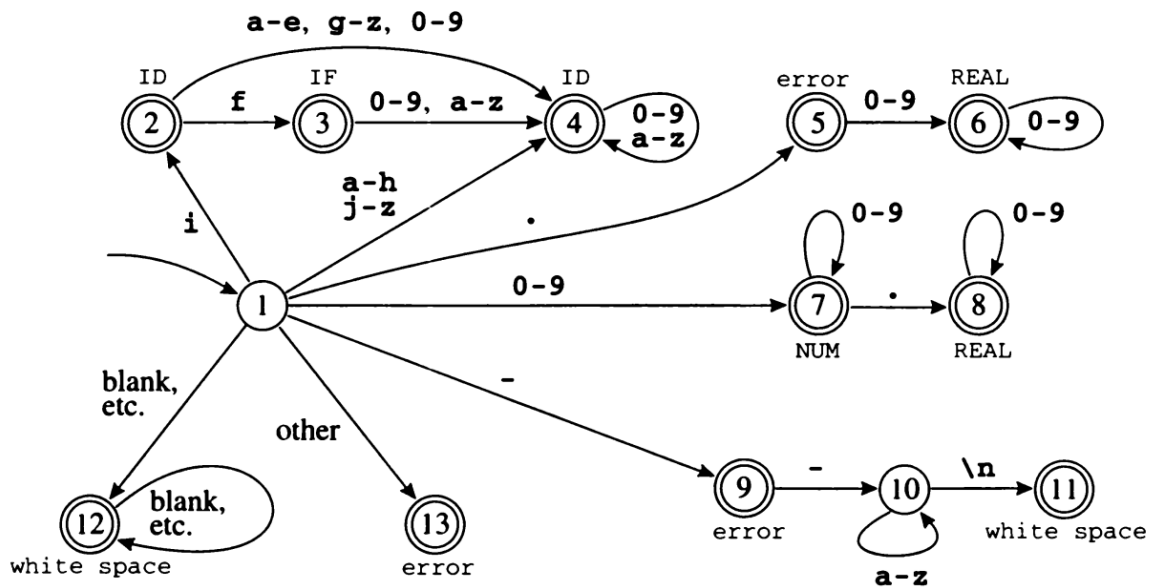 a-e, g-z, 0-9
ID
IF
ID
error
REAL
2
f
3
0-9, a-z
4
0-9
a-z
5
0-9
6
0-9
a-h
j-z
i
.
0-9
0-9
1
0-9
7
.
8
NUM
REAL
blank,
etc.
-
other
12
blank,
etc.
13
9
-
10
\n
11
white space
error
error
white space
a-z